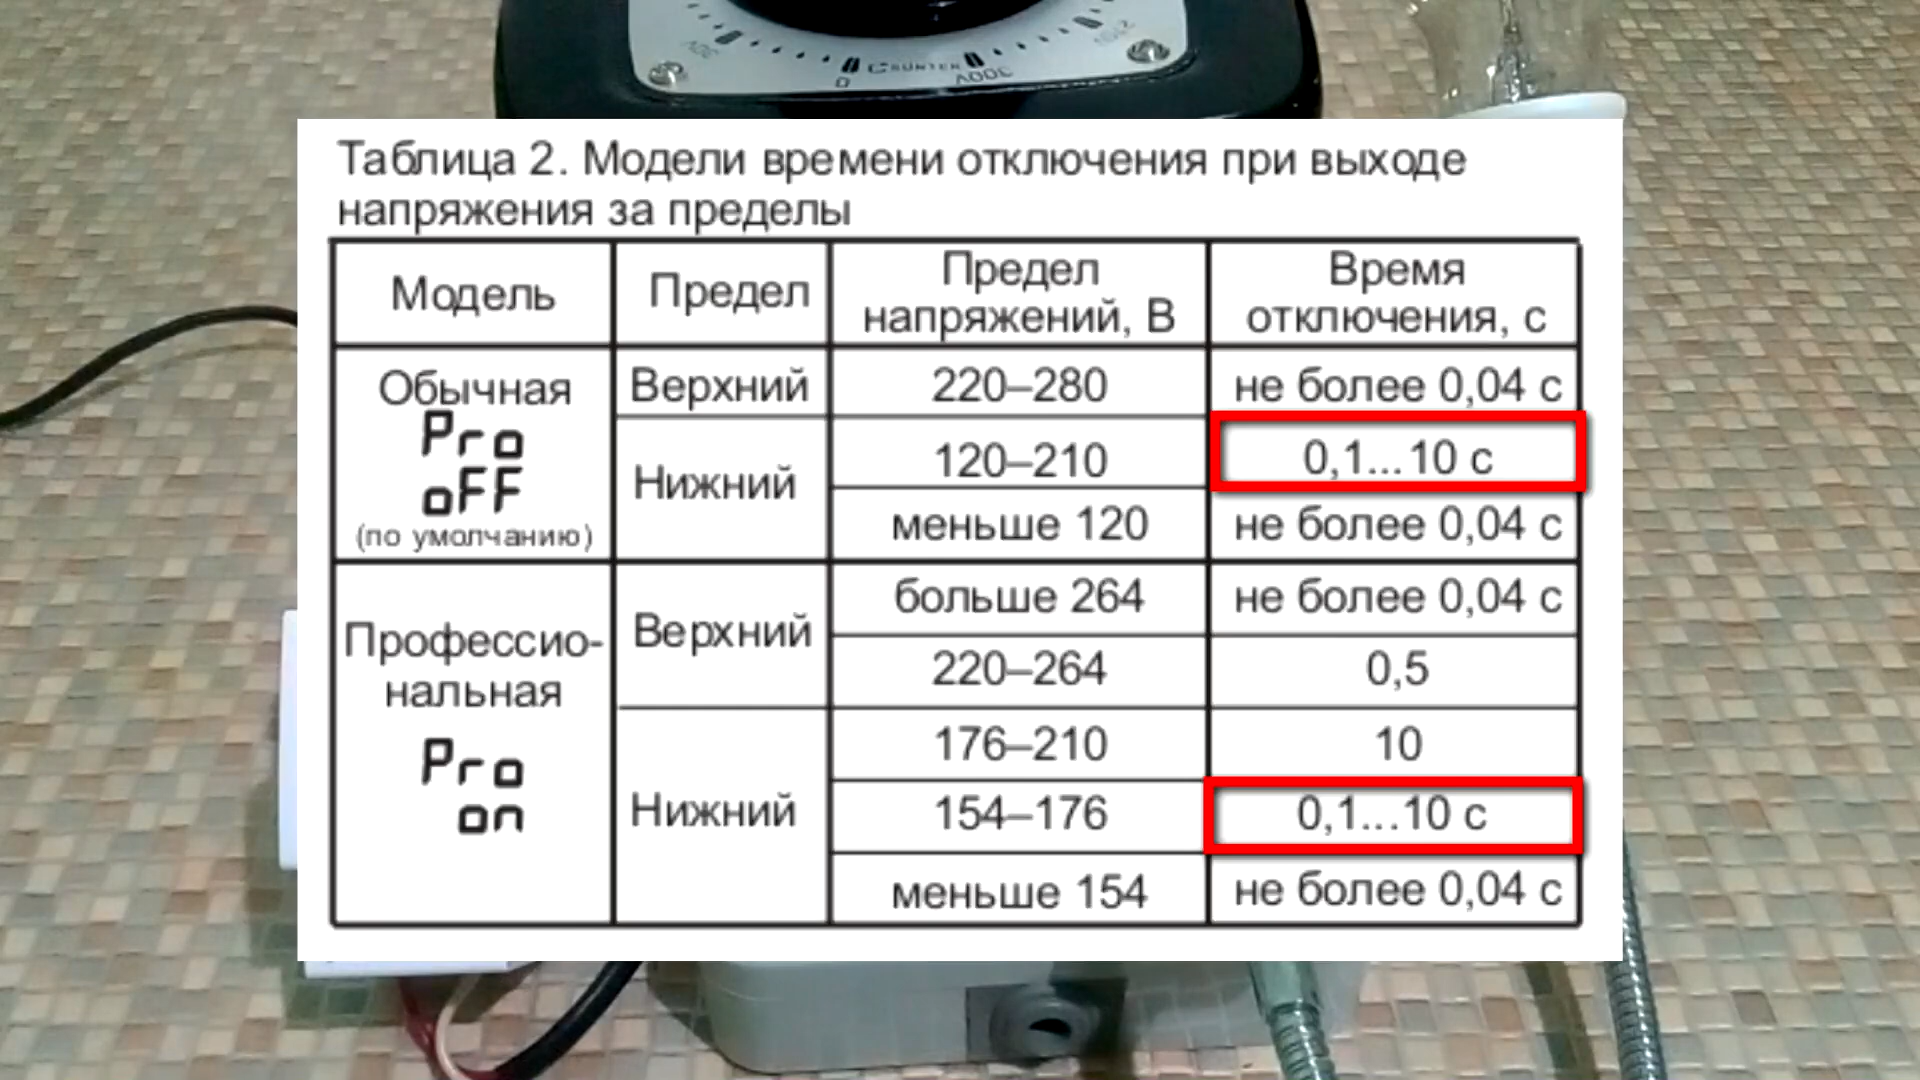 0
300V
Таблица 2. Модели времени отключения при выходе
напряжения за пределы
Модель
Предел
Предел
напряжений, В
Время
отключения, с
Обычная
Pro
oFF
(по умолчанию)
Верхний
220–280
не более 0,04 с
Нижний
120–210
0,1...10 с
меньше 120
не более 0,04 с
Профессио-
нальная
Pro
on
Верхний
больше 264
не более 0,04 с
220–264
0,5
Нижний
176–210
10
154–176
0,1...10 с
меньше 154
не более 0,04 с